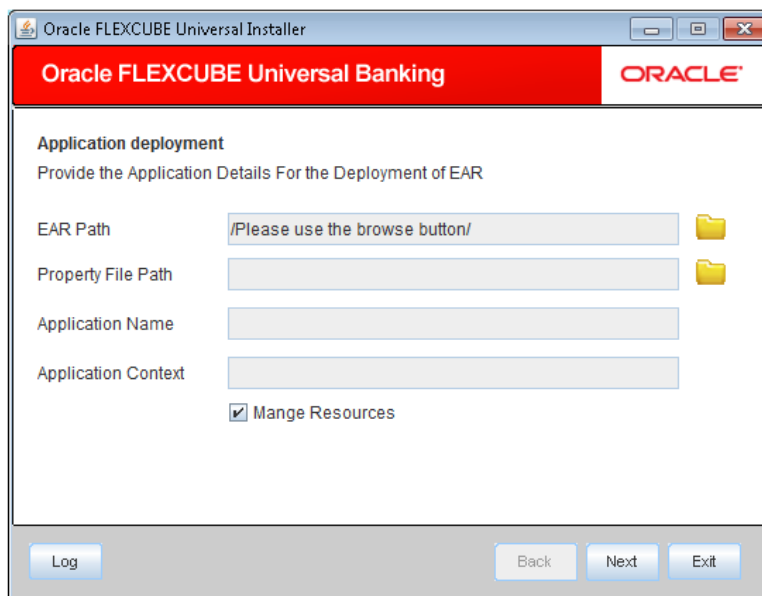 Oracle FLEXCUBE Universal Installer
Oracle FLEXCUBE Universal Banking
ORACLE
Application deployment
Provide the Application Details For the Deployment of EAR
EAR Path
/Please use the browse button/
Property File Path
Application Name
Application Context
Mange Resources
Log
Back
Next
Exit